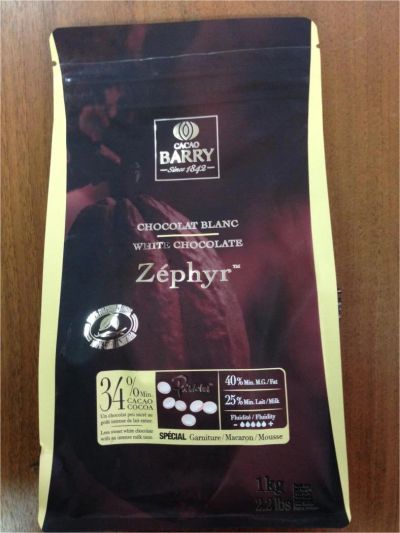 CACAO
BARRY
Since 1842
CHOCOLAT BLANC
WHITE CHOCOLATE
Zéphyr™
34%Min.
CACAO
COCOA
Un chocolat peu sucré au
goût intense de lait entier.
Less sweet white chocolate
with an intense milk taste.
Pistoles
40%Min. M.G./Fat
25%Min. Lait/Milk
Fluidité/Fluidity
SPÉCIAL Garniture/Macaron/Mousse
1kg
2.2lbs